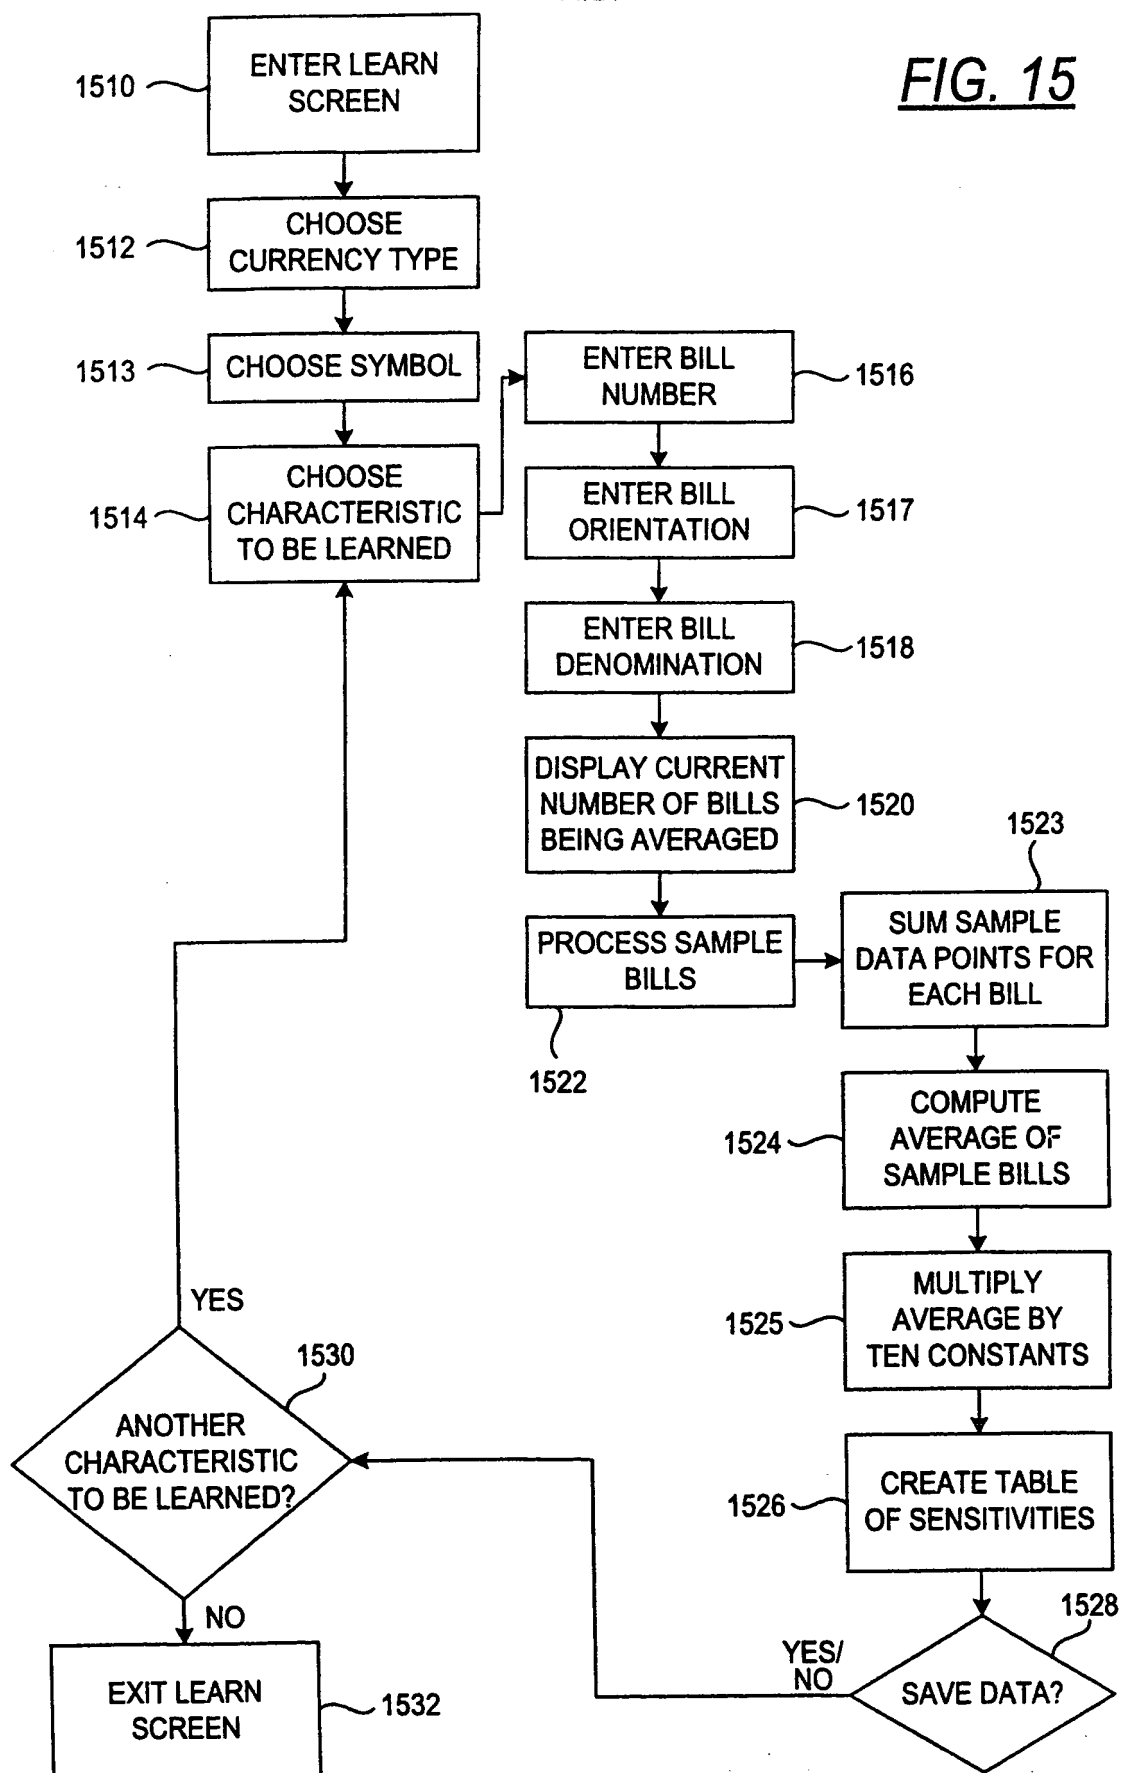 FIG. 15
ENTER LEARN
SCREEN
1510
CHOOSE
CURRENCY TYPE
1512
CHOOSE SYMBOL
1513
CHOOSE
CHARACTERISTIC
TO BE LEARNED
1514
ENTER BILL
NUMBER
1516
ENTER BILL
ORIENTATION
1517
ENTER BILL
DENOMINATION
1518
DISPLAY CURRENT
NUMBER OF BILLS
BEING AVERAGED
1520
PROCESS SAMPLE
BILLS
1522
1523
SUM SAMPLE
DATA POINTS FOR
EACH BILL
COMPUTE
AVERAGE OF
SAMPLE BILLS
1524
MULTIPLY
AVERAGE BY
TEN CONSTANTS
1525
CREATE TABLE
OF SENSITIVITIES
1526
1528
SAVE DATA?
YES/
NO
1530
ANOTHER
CHARACTERISTIC
TO BE LEARNED?
YES
NO
EXIT LEARN
SCREEN
1532